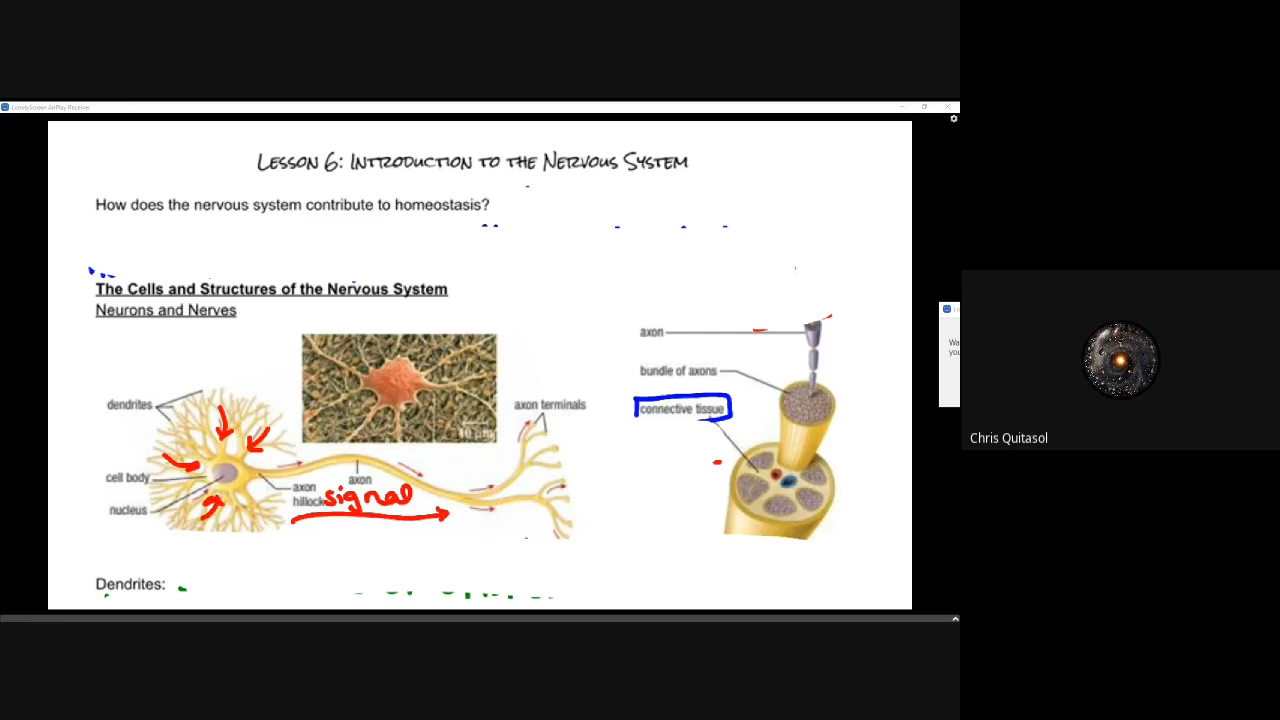 LonelyScreen AirPlay Receiver
LESSON 6: INTRODUCTION TO THE NERVOUS SYSTEM
How does the nervous system contribute to homeostasis?
The Cells and Structures of the Nervous System
Neurons and Nerves
axon
bundle of axons
connective tissue
dendrites
axon terminals
cell body
nucleus
axon
hillock
axon
signal
10 µm
Dendrites:
Chris Quitasol